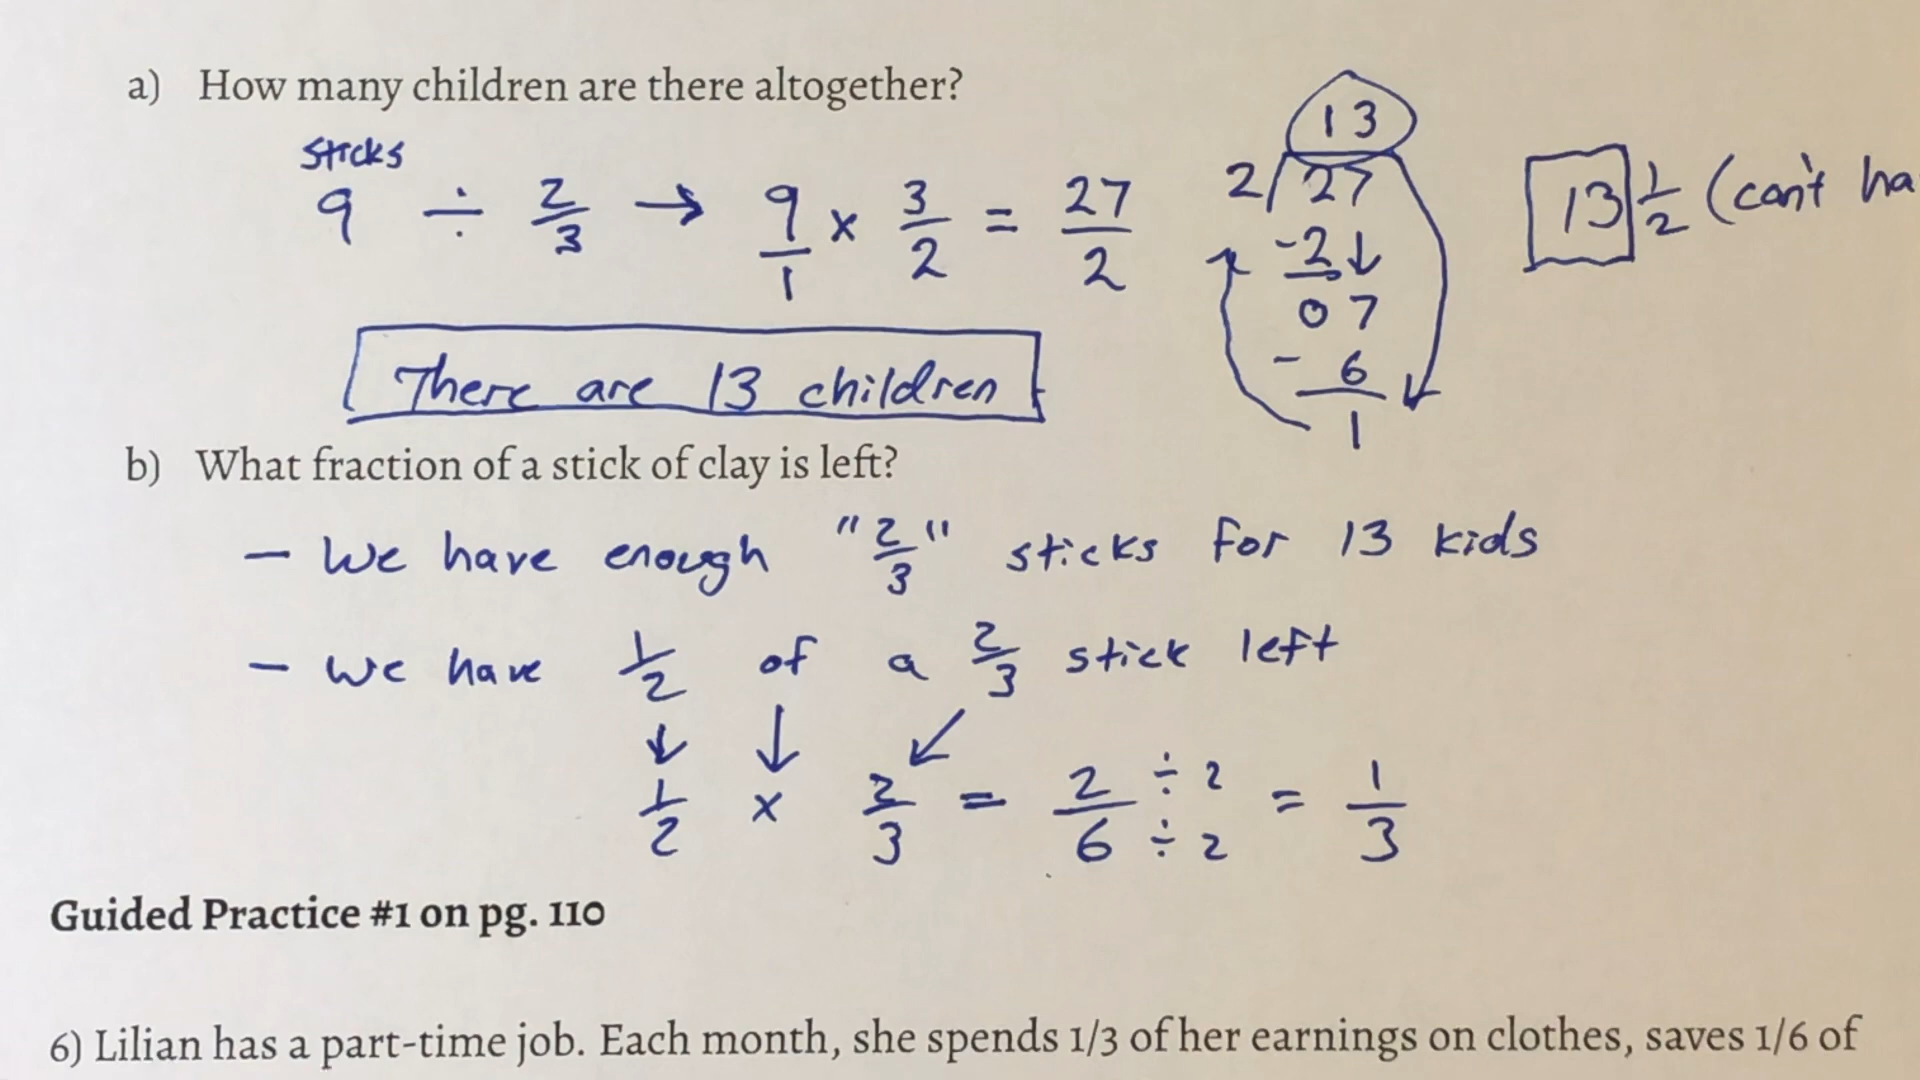 a) How many children are there altogether?
sticks
9 ÷ 2/3 → 9/1 x 3/2 = 27/2
13
2/27
-2↓
07
- 6
1
13 1/2 (can't ha
There are 13 children
b) What fraction of a stick of clay is left?
- We have enough "2/3" sticks for 13 kids
- We have 1/2 of a 2/3 stick left
↓ ↓ ↙
1/2 x 2/3 = 2/6 ÷ 2/÷ 2 = 1/3
Guided Practice #1 on pg. 110
6) Lilian has a part-time job. Each month, she spends 1/3 of her earnings on clothes, saves 1/6 of